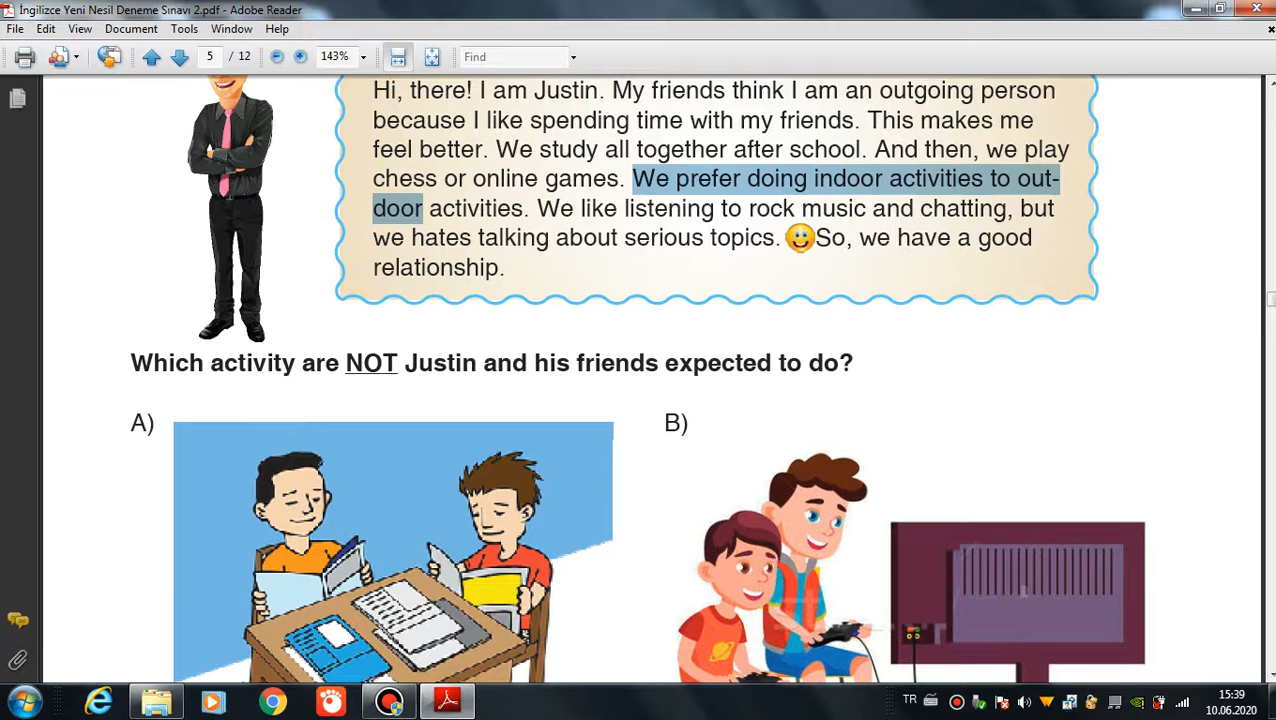 İngilizce Yeni Nesil Deneme Sınavı 2.pdf - Adobe Reader
File Edit View Document Tools Window Help
5 / 12 143% Find
Hi, there! I am Justin. My friends think I am an outgoing person
because I like spending time with my friends. This makes me
feel better. We study all together after school. And then, we play
chess or online games. We prefer doing indoor activities to out-
door activities. We like listening to rock music and chatting, but
we hates talking about serious topics. So, we have a good
relationship.
Which activity are NOT Justin and his friends expected to do?
A)
B)
TR
15:39
10.06.2020